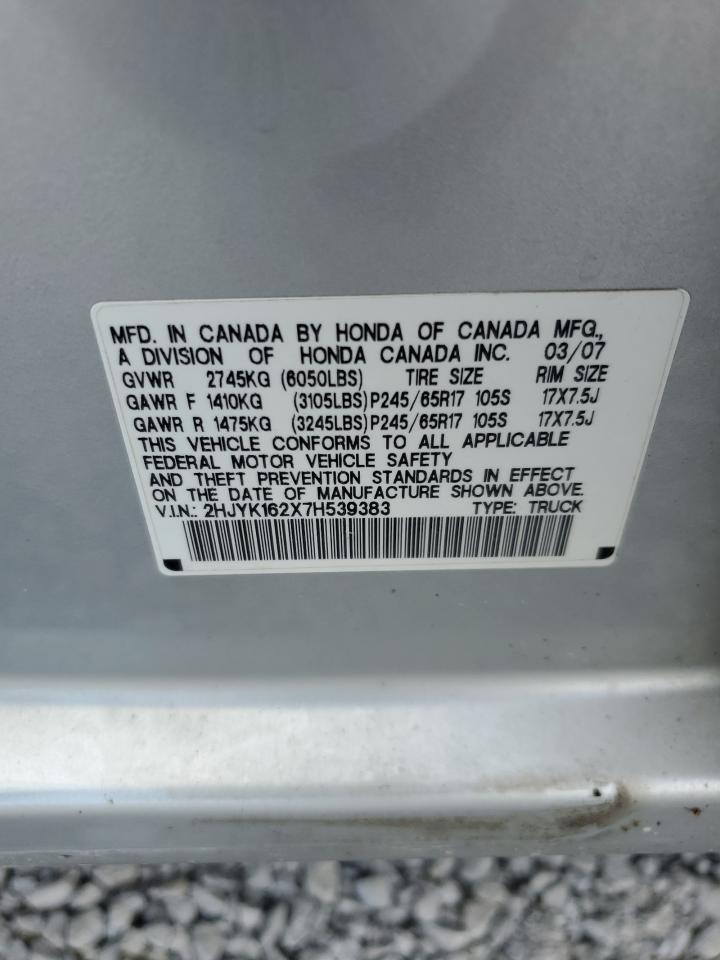 MFD. IN CANADA BY HONDA OF CANADA MFG.,
A DIVISION OF HONDA CANADA INC. 03/07
GVWR 2745KG (6050LBS) TIRE SIZE RIM SIZE
GAWR F 1410KG (3105LBS) P245/65R17 105S 17X7.5J
GAWR R 1475KG (3245LBS) P245/65R17 105S 17X7.5J
THIS VEHICLE CONFORMS TO ALL APPLICABLE
FEDERAL MOTOR VEHICLE SAFETY
AND THEFT PREVENTION STANDARDS IN EFFECT
ON THE DATE OF MANUFACTURE SHOWN ABOVE.
V.I.N.: 2HJYK162X7H539383 TYPE: TRUCK